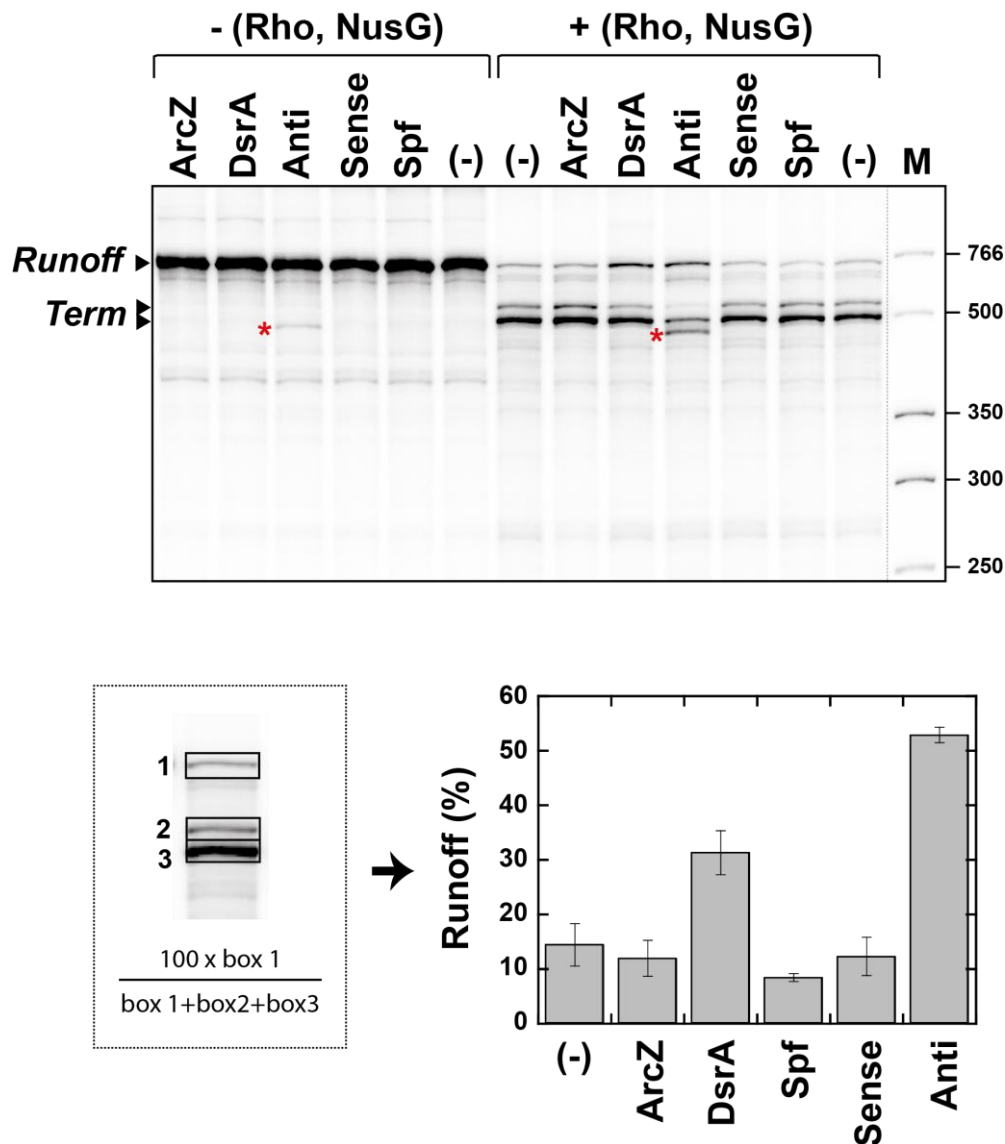 - (Rho, NusG) + (Rho, NusG)
ArcZ DsrA Anti Sense Spf (-) (-) ArcZ DsrA Anti Sense Spf (-) M
Runoff 766
Term 500
* *
350
300
250
1
2
3
100 x box 1
box 1+box2+box3
Runoff (%)
60
50
40
30
20
10
0
(-) ArcZ DsrA Spf Sense Anti